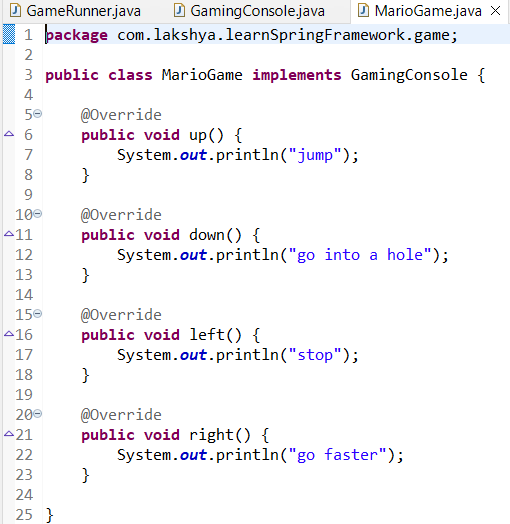 GameRunner.java GamingConsole.java MarioGame.java
1 package com.lakshya.learnSpringFramework.game;
2
3 public class MarioGame implements GamingConsole {
4
5 @Override
6 public void up() {
7 System.out.println("jump");
8 }
9
10 @Override
11 public void down() {
12 System.out.println("go into a hole");
13 }
14
15 @Override
16 public void left() {
17 System.out.println("stop");
18 }
19
20 @Override
21 public void right() {
22 System.out.println("go faster");
23 }
24
25 }